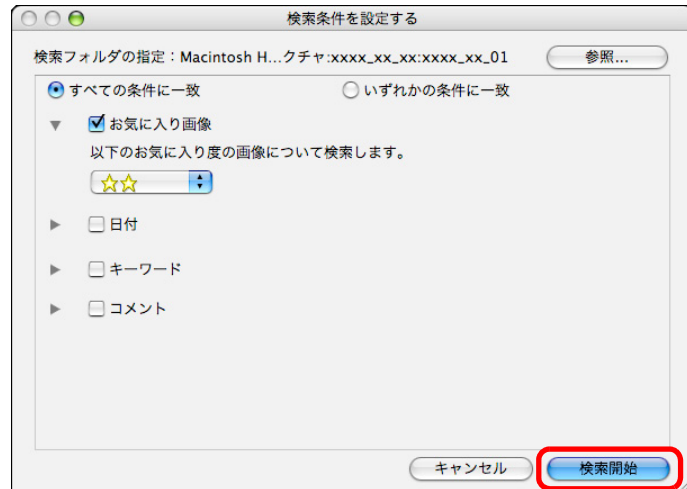 検索条件を設定する
検索フォルダの指定：Macintosh H...クチャ:xxxx_xx_xx:xxxx_xx_01 参照...
すべての条件に一致 いずれかの条件に一致
お気に入り画像
以下のお気に入り度の画像について検索します。
☆☆
日付
キーワード
コメント
キャンセル 検索開始